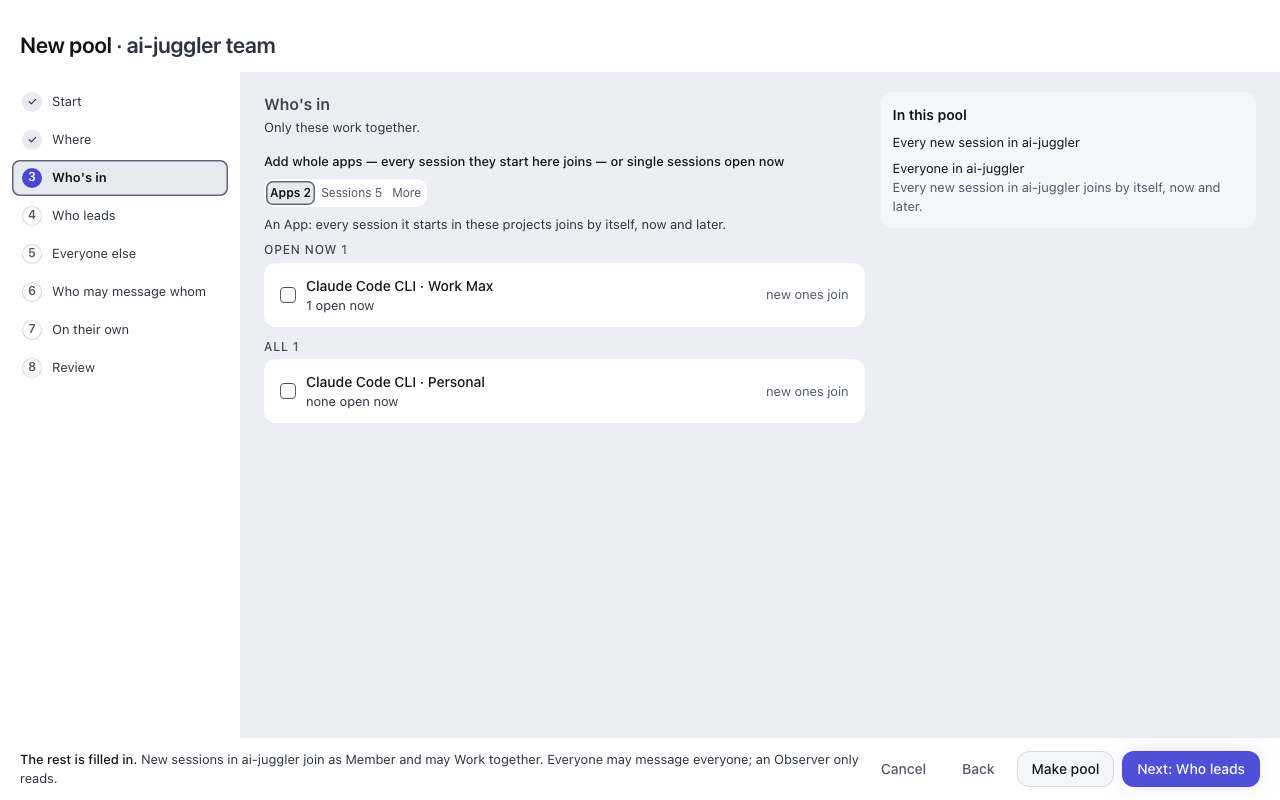 New pool · ai-juggler team
Start
Where
3 Who's in
4 Who leads
5 Everyone else
6 Who may message whom
7 On their own
8 Review
Who's in
Only these work together.
Add whole apps — every session they start here joins — or single sessions open now
Apps 2 Sessions 5 More
An App: every session it starts in these projects joins by itself, now and later.
OPEN NOW 1
Claude Code CLI · Work Max
1 open now
new ones join
ALL 1
Claude Code CLI · Personal
none open now
new ones join
In this pool
Every new session in ai-juggler
Everyone in ai-juggler
Every new session in ai-juggler joins by itself, now and
later.
The rest is filled in. New sessions in ai-juggler join as Member and may Work together. Everyone may message everyone; an Observer only
reads.
Cancel Back Make pool Next: Who leads